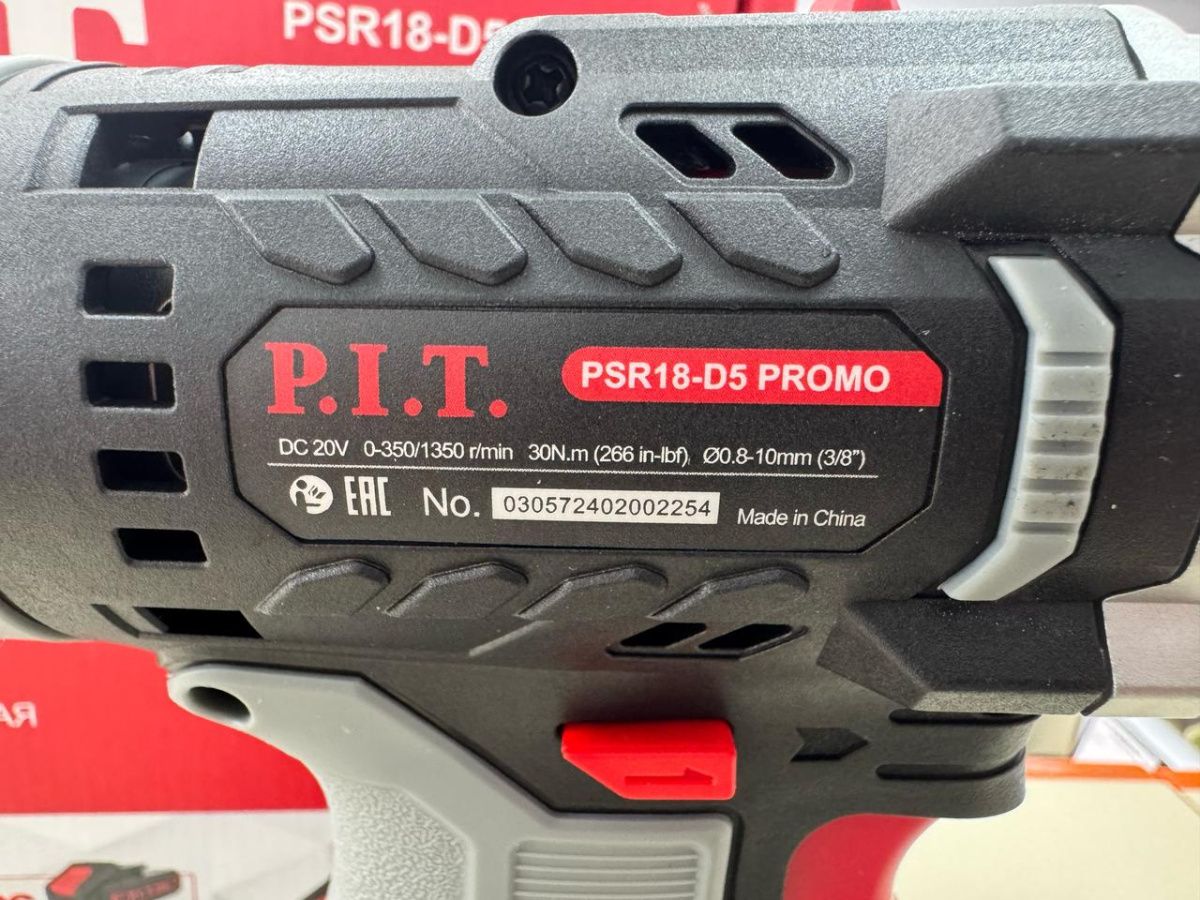 PSR18-D5
P.I.T. PSR18-D5 PROMO
DC 20V 0-350/1350 r/min 30N.m (266 in-lbf) Ø0.8-10mm (3/8”)
EAC No. 030572402002254 Made in China
АЯ